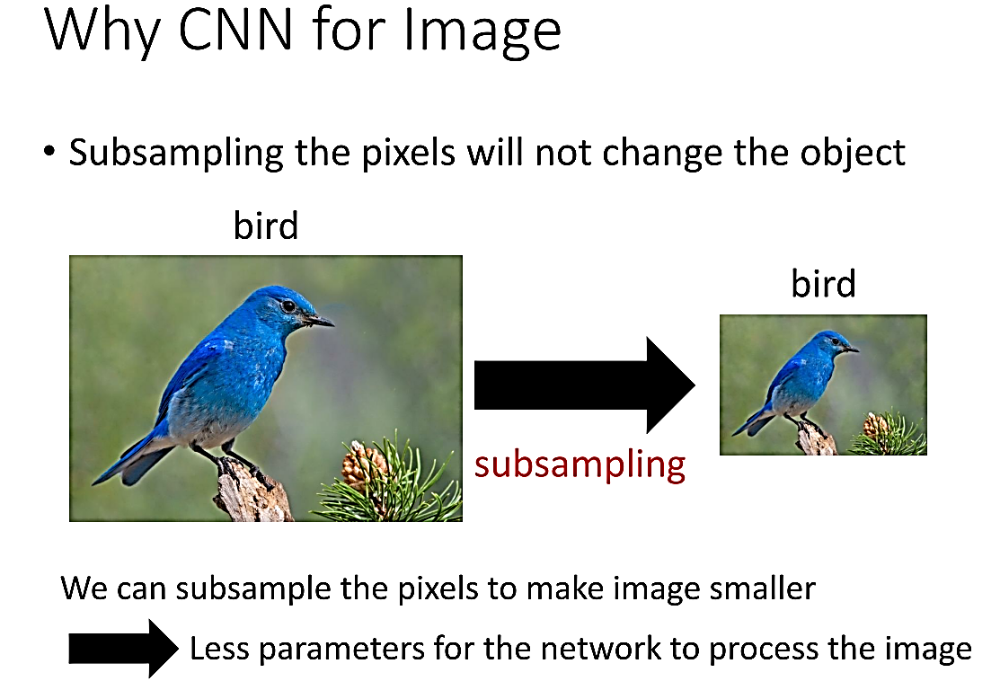 Why CNN for Image
• Subsampling the pixels will not change the object
bird
bird
subsampling
We can subsample the pixels to make image smaller
Less parameters for the network to process the image